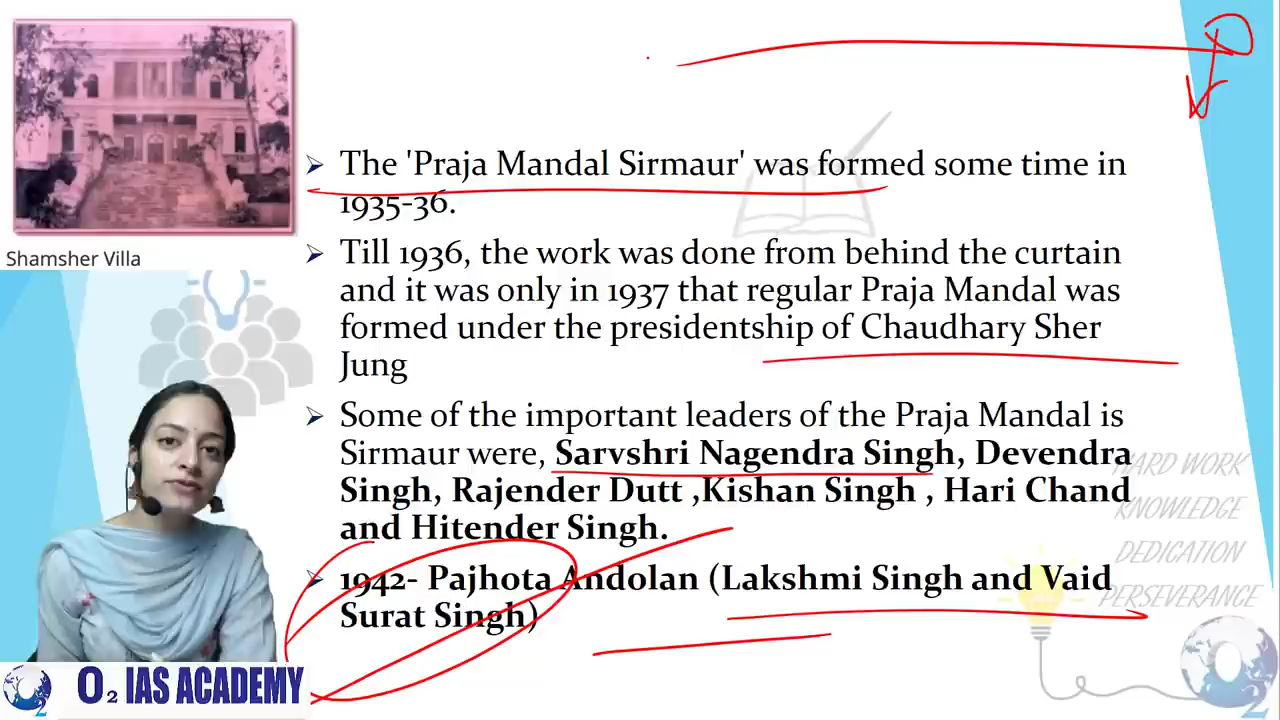 The 'Praja Mandal Sirmaur' was formed some time in
1935-36.
Till 1936, the work was done from behind the curtain
and it was only in 1937 that regular Praja Mandal was
formed under the presidentship of Chaudhary Sher
Jung
Some of the important leaders of the Praja Mandal is
Sirmaur were, Sarvshri Nagendra Singh, Devendra
Singh, Rajender Dutt ,Kishan Singh , Hari Chand
and Hitender Singh.
1942- Pajhota Andolan (Lakshmi Singh and Vaid
Surat Singh)
Shamsher Villa
HARD WORK
KNOWLEDGE
DEDICATION
PERSEVERANCE
O2 IAS ACADEMY
2